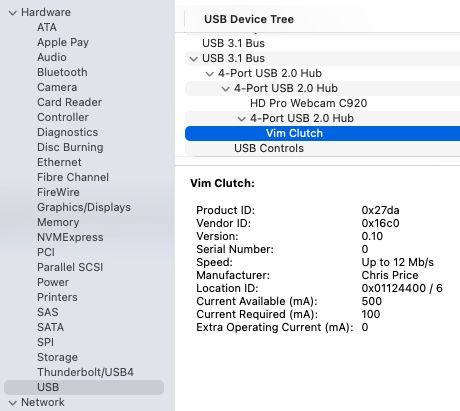 Hardware
ATA
Apple Pay
Audio
Bluetooth
Camera
Card Reader
Controller
Diagnostics
Disc Burning
Ethernet
Fibre Channel
FireWire
Graphics/Displays
Memory
NVMExpress
PCI
Parallel SCSI
Power
Printers
SAS
SATA
SPI
Storage
Thunderbolt/USB4
USB
Network
USB Device Tree
USB 3.1 Bus
USB 3.1 Bus
4-Port USB 2.0 Hub
4-Port USB 2.0 Hub
HD Pro Webcam C920
4-Port USB 2.0 Hub
Vim Clutch
USB Controls
Vim Clutch:
Product ID: 0x27da
Vendor ID: 0x16c0
Version: 0.10
Serial Number: 0
Speed: Up to 12 Mb/s
Manufacturer: Chris Price
Location ID: 0x01124400 / 6
Current Available (mA): 500
Current Required (mA): 100
Extra Operating Current (mA): 0